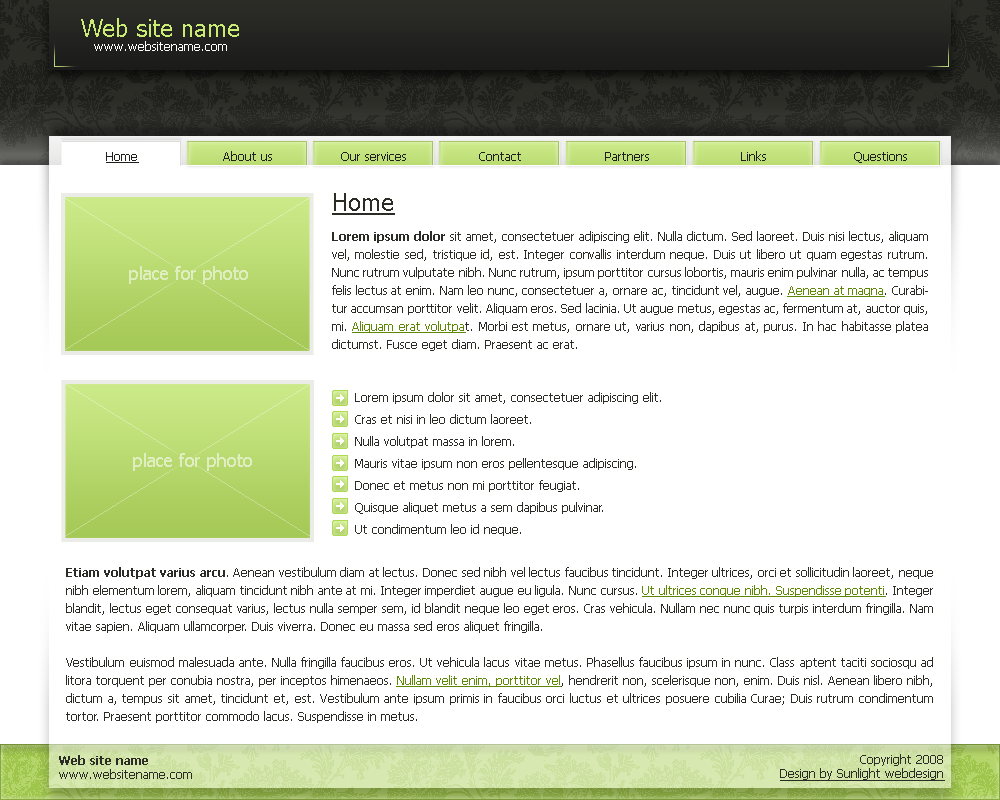 Web site name
www.websitename.com
Home
About us
Our services
Contact
Partners
Links
Questions
place for photo
Home
Lorem ipsum dolor sit amet, consectetuer adipiscing elit. Nulla dictum. Sed laoreet. Duis nisi lectus, aliquam
vel, molestie sed, tristique id, est. Integer convallis interdum neque. Duis ut libero ut quam egestas rutrum.
Nunc rutrum vulputate nibh. Nunc rutrum, ipsum porttitor cursus lobortis, mauris enim pulvinar nulla, ac tempus
felis lectus at enim. Nam leo nunc, consectetuer a, ornare ac, tincidunt vel, augue. Aenean at magna. Curabi-
tur accumsan porttitor velit. Aliquam eros. Sed lacinia. Ut augue metus, egestas ac, fermentum at, auctor quis,
mi. Aliquam erat volutpat. Morbi est metus, ornare ut, varius non, dapibus at, purus. In hac habitasse platea
dictumst. Fusce eget diam. Praesent ac erat.
place for photo
Lorem ipsum dolor sit amet, consectetuer adipiscing elit.
Cras et nisi in leo dictum laoreet.
Nulla volutpat massa in lorem.
Mauris vitae ipsum non eros pellentesque adipiscing.
Donec et metus non mi porttitor feugiat.
Quisque aliquet metus a sem dapibus pulvinar.
Ut condimentum leo id neque.
Etiam volutpat varius arcu. Aenean vestibulum diam at lectus. Donec sed nibh vel lectus faucibus tincidunt. Integer ultrices, orci et sollicitudin laoreet, neque
nibh elementum lorem, aliquam tincidunt nibh ante at mi. Integer imperdiet augue eu ligula. Nunc cursus. Ut ultrices conque nibh. Suspendisse potenti. Integer
blandit, lectus eget consequat varius, lectus nulla semper sem, id blandit neque leo eget eros. Cras vehicula. Nullam nec nunc quis turpis interdum fringilla. Nam
vitae sapien. Aliquam ullamcorper. Duis viverra. Donec eu massa sed eros aliquet fringilla.
Vestibulum euismod malesuada ante. Nulla fringilla faucibus eros. Ut vehicula lacus vitae metus. Phasellus faucibus ipsum in nunc. Class aptent taciti sociosqu ad
litora torquent per conubia nostra, per inceptos himenaeos. Nullam velit enim, porttitor vel, hendrerit non, scelerisque non, enim. Duis nisl. Aenean libero nibh,
dictum a, tempus sit amet, tincidunt et, est. Vestibulum ante ipsum primis in faucibus orci luctus et ultrices posuere cubilia Curae; Duis rutrum condimentum
tortor. Praesent porttitor commodo lacus. Suspendisse in metus.
Web site name
www.websitename.com
Copyright 2008
Design by Sunlight webdesign